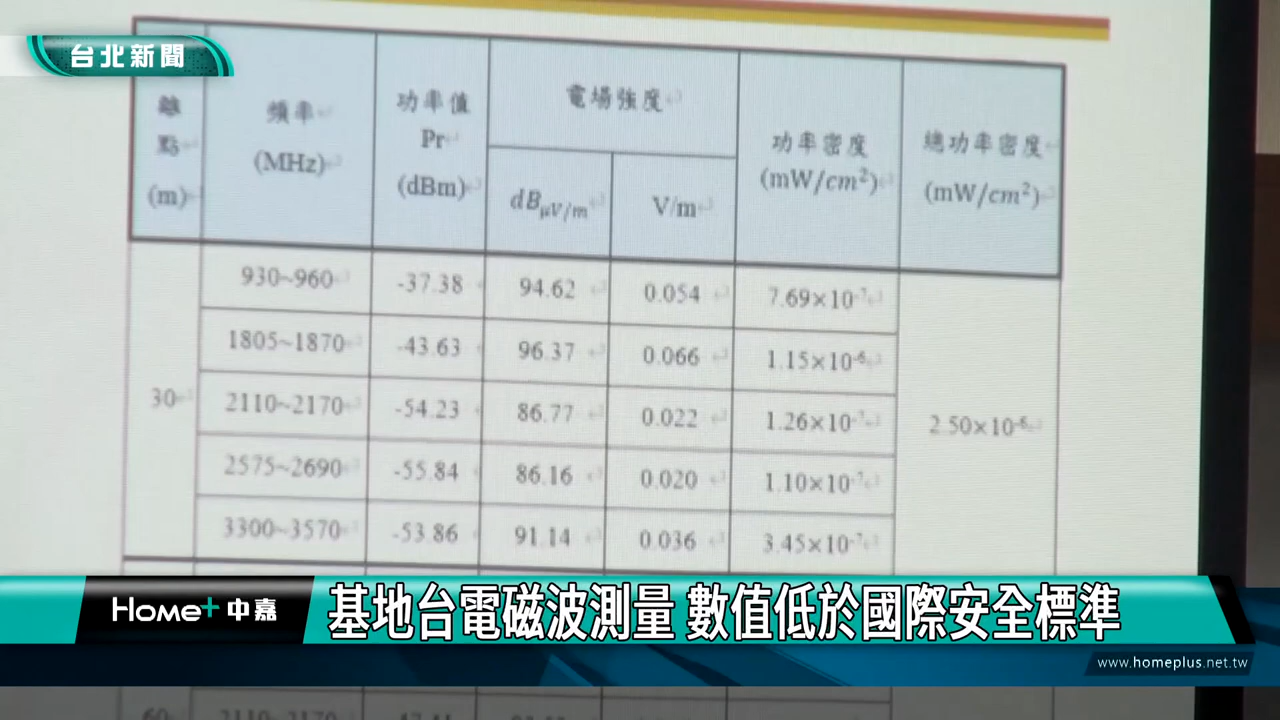 台北新聞
離 點 (m)
頻率 (MHz)
功率值 Pr (dBm)
電場強度
dBμV/m
V/m
功率密度 (mW/cm²)
總功率密度 (mW/cm²)
30
930~960 -37.38 94.62 0.054 7.69×10⁻⁷
1805~1870 -43.63 96.37 0.066 1.15×10⁻⁶
2110~2170 -54.23 86.77 0.022 1.26×10⁻⁷
2.50×10⁻⁶
2575~2690 -55.84 86.16 0.020 1.10×10⁻⁷
3300~3570 -53.86 91.14 0.036 3.45×10⁻⁷
Home+ 中嘉
基地台電磁波測量 數值低於國際安全標準
www.homeplus.net.tw
60 2110~2170